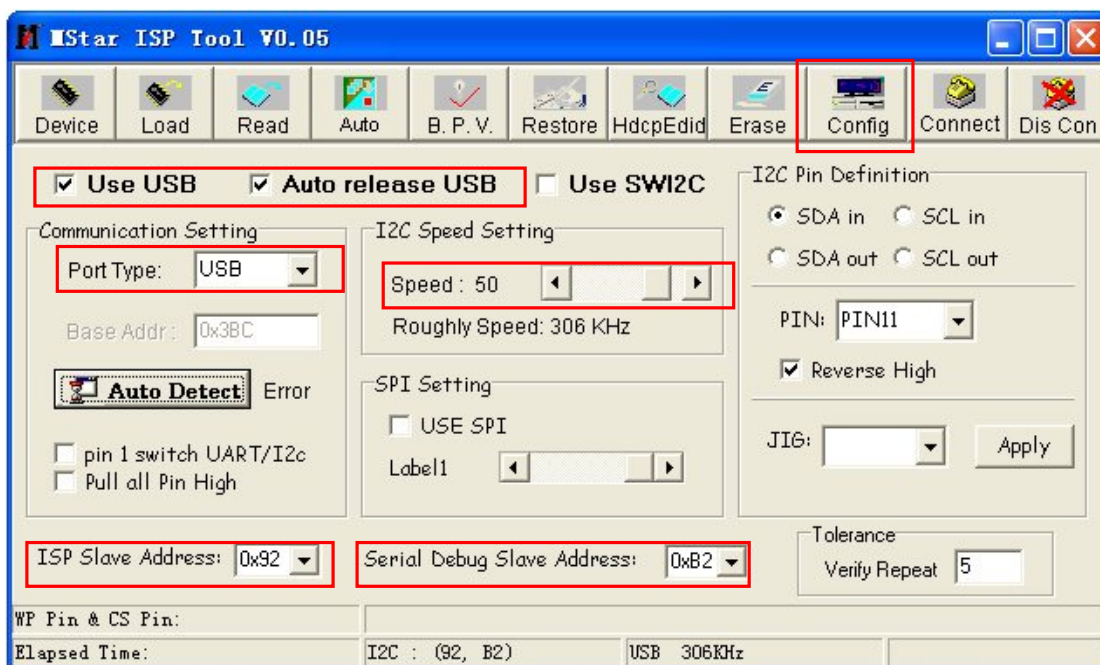 MStar ISP Tool V0.05
Device Load Read Auto B. P. V. Restore HdcpEdid Erase Config Connect Dis Con
Use USB Auto release USB Use SWI2C
I2C Pin Definition
SDA in SCL in
SDA out SCL out
PIN: PIN11
Reverse High
JIG: Apply
Communication Setting
Port Type: USB
Base Addr: 0x3BC
Auto Detect Error
pin 1 switch UART/I2c
Pull all Pin High
I2C Speed Setting
Speed : 50
Roughly Speed: 306 KHz
SPI Setting
USE SPI
Label1
ISP Slave Address: 0x92
Serial Debug Slave Address: 0xB2
Tolerance
Verify Repeat 5
WP Pin & CS Pin:
Elapsed Time: I2C : (92, B2) USB 306KHz